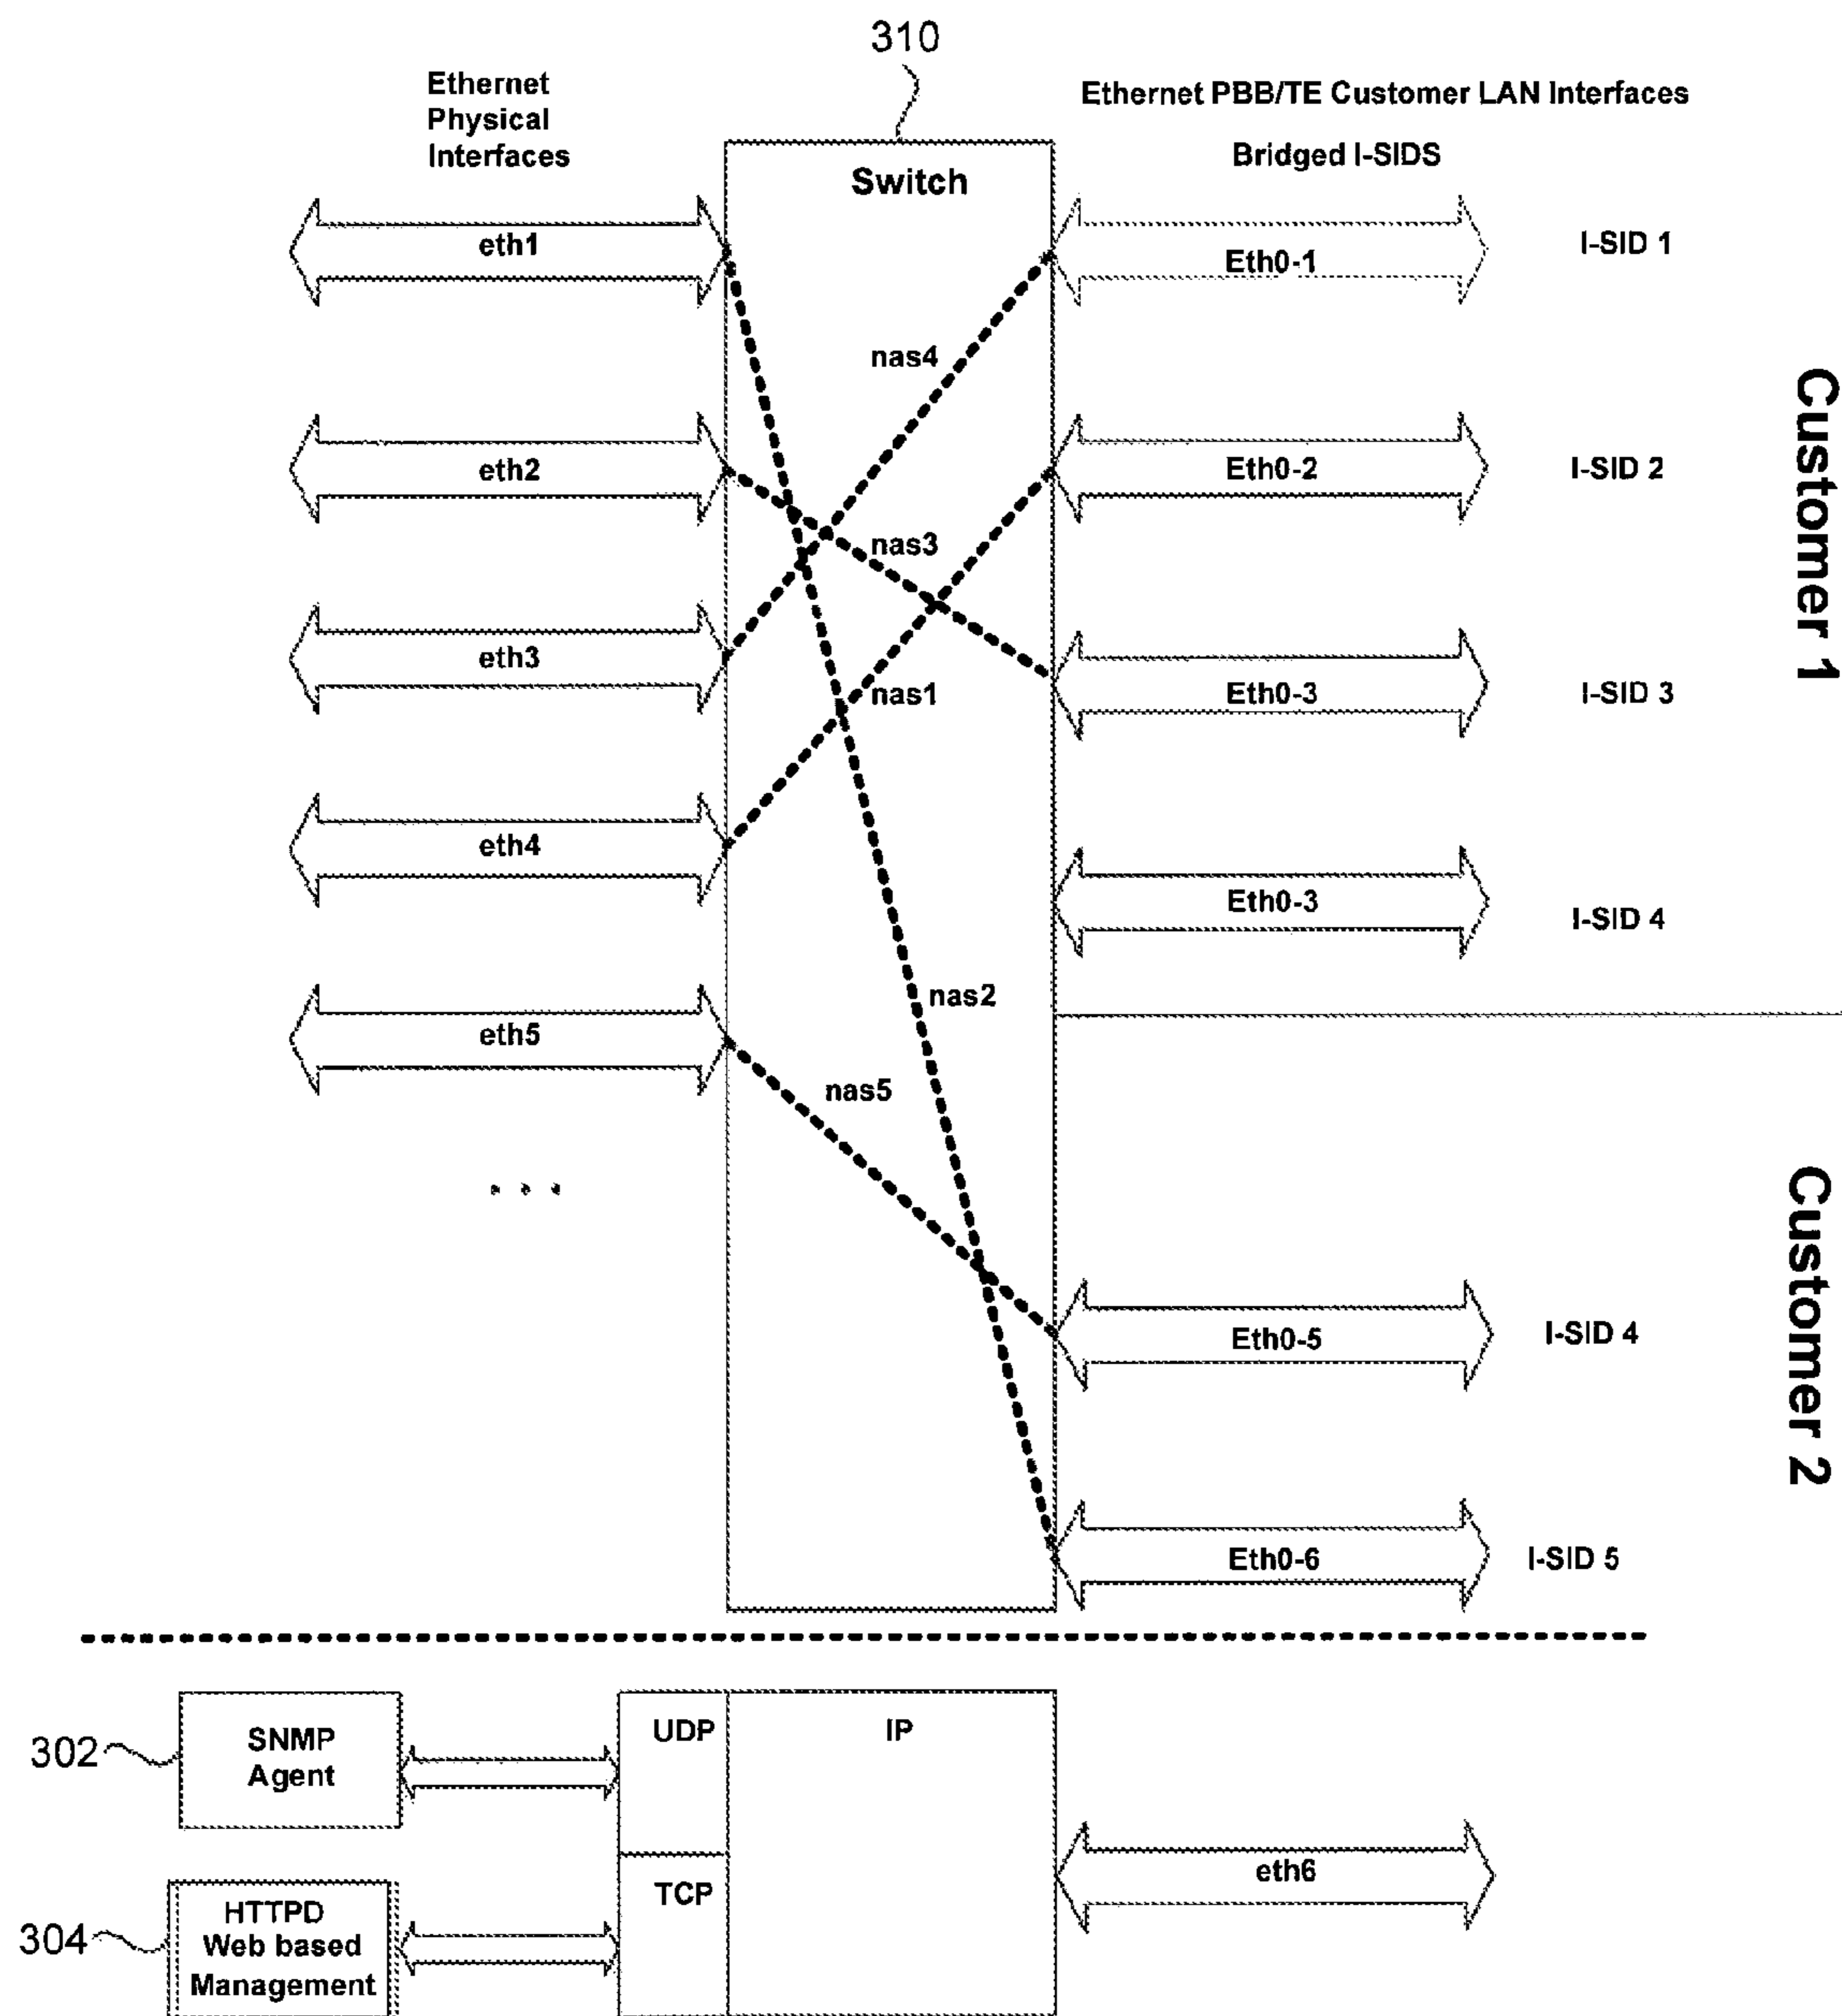 310
Ethernet
Physical
Interfaces
Ethernet PBB/TE Customer LAN Interfaces
Bridged I-SIDS
Switch
eth1
Eth0-1
I-SID 1
nas4
eth2
Eth0-2
I-SID 2
nas3
eth3
Eth0-3
I-SID 3
nas1
eth4
Eth0-3
I-SID 4
Customer 1
nas2
eth5
nas5
. . .
Eth0-5
I-SID 4
Eth0-6
I-SID 5
Customer 2
302
SNMP
Agent
UDP
IP
304
HTTPD
Web based
Management
TCP
eth6